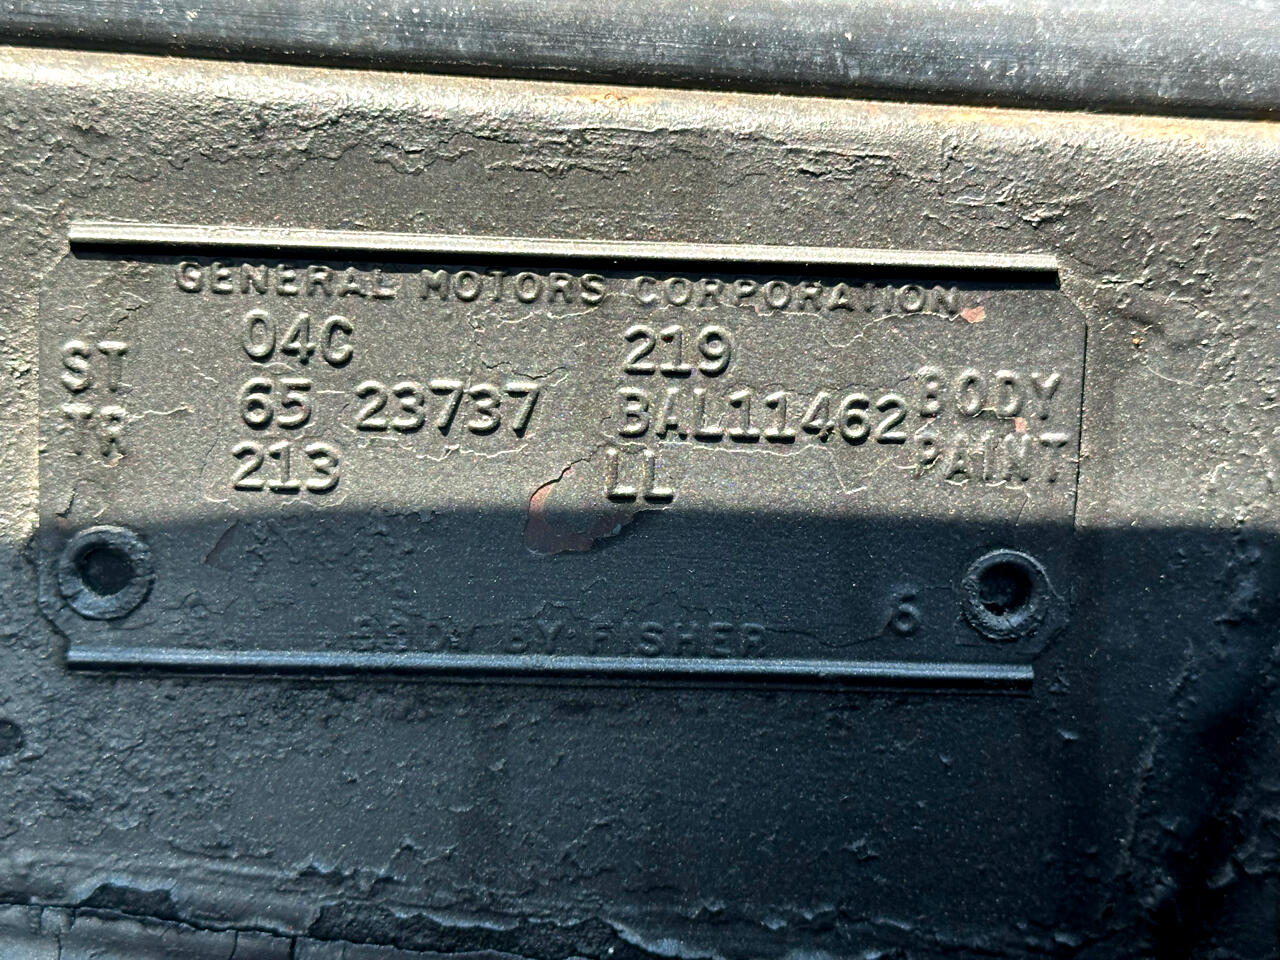 GENERAL MOTORS CORPORATION
04C 219
ST 65 23737 BAL11462 BODY
TR 213 LL PAINT
6
BODY BY FISHER